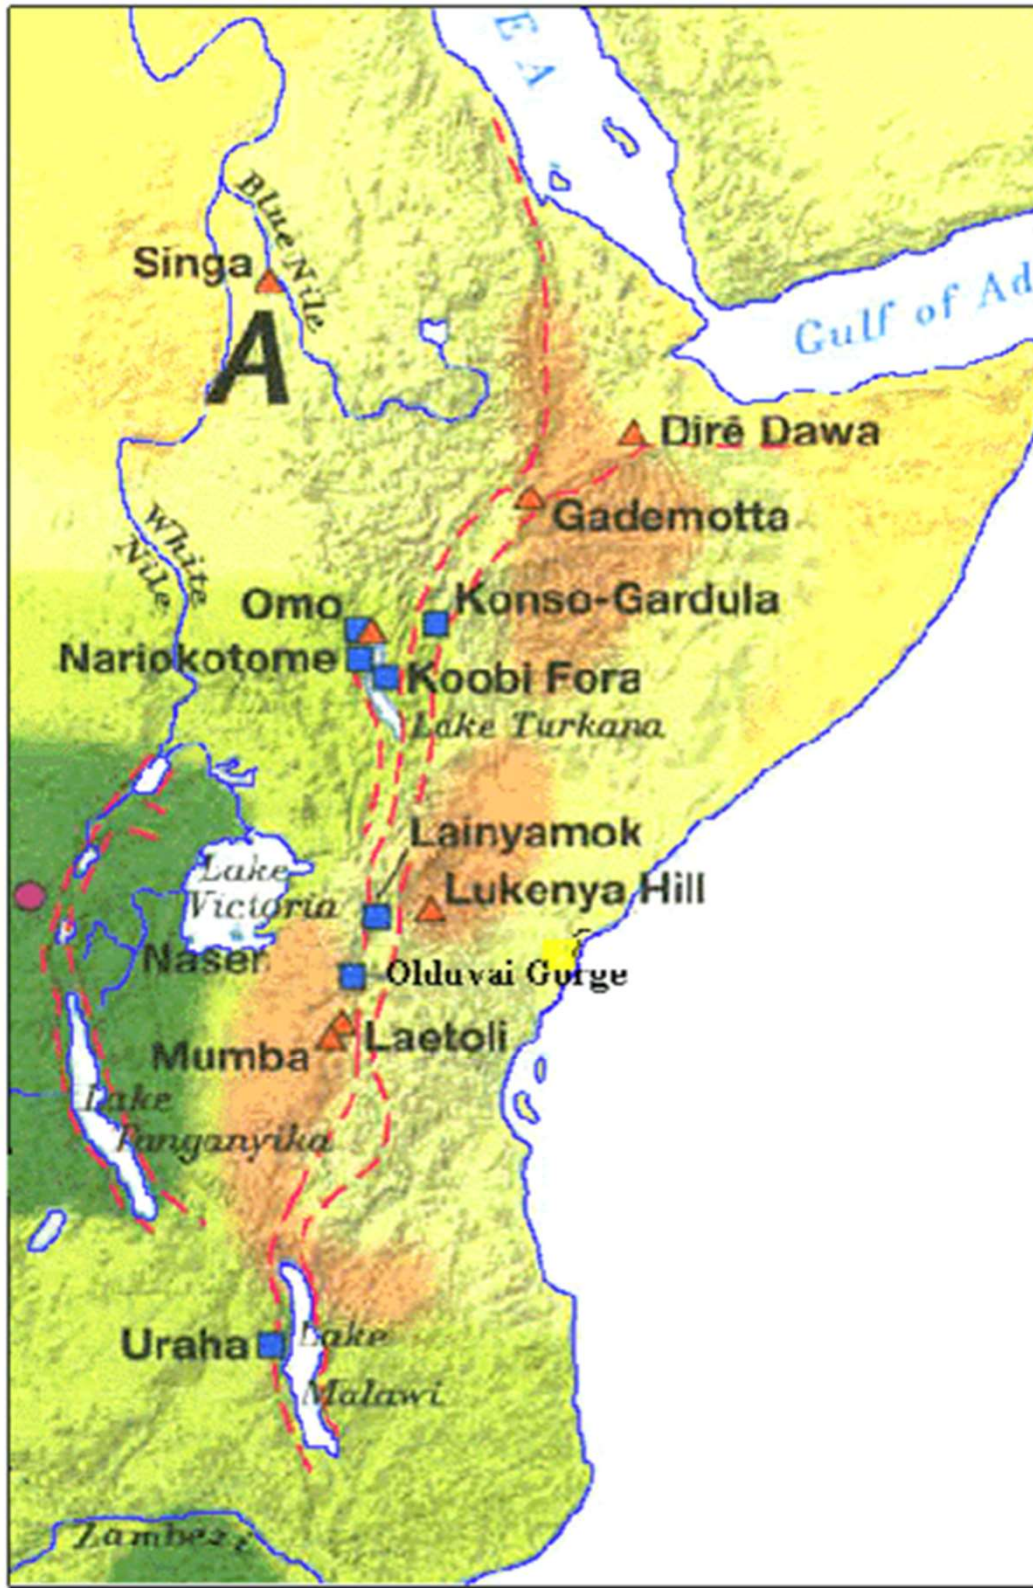 EA
Blue Nile
Singa
Gulf of Ad
A
Dirē Dawa
Gademotta
White
Nile
Omo
Konso-Gardula
Nariokotome
Koobi Fora
Lake Turkana
Lainyamok
Lake
Victoria
Lukenya Hill
Naser
Olduvai Gorge
Laetoli
Mumba
Lake
Tanganyika
Uraha
Lake
Malawi
Zambezi